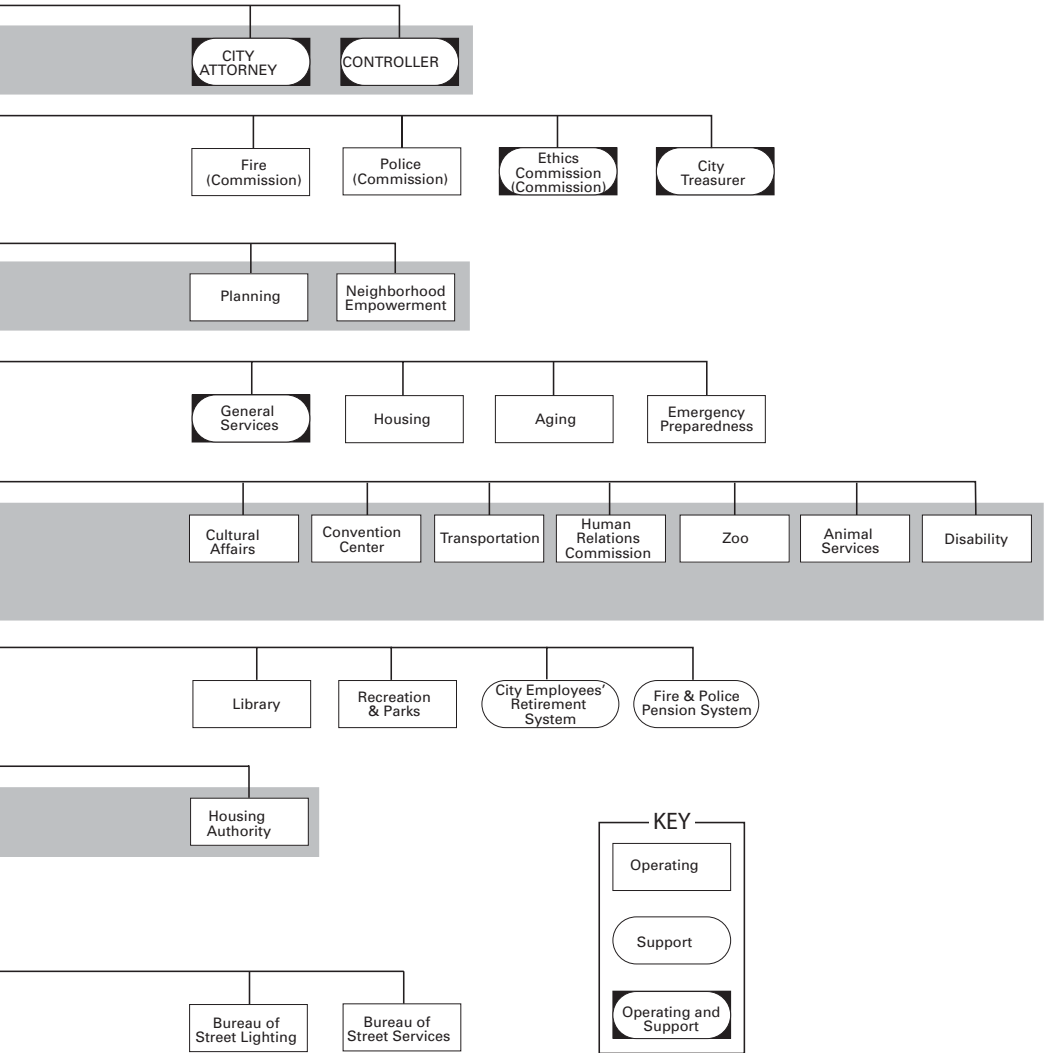 CITY
ATTORNEY
CONTROLLER
Fire
(Commission)
Police
(Commission)
Ethics
Commission
(Commission)
City
Treasurer
Planning
Neighborhood
Empowerment
General
Services
Housing
Aging
Emergency
Preparedness
Cultural
Affairs
Convention
Center
Transportation
Human
Relations
Commission
Zoo
Animal
Services
Disability
Library
Recreation
& Parks
City Employees’
Retirement
System
Fire & Police
Pension System
Housing
Authority
KEY
Operating
Support
Operating and
Support
Bureau of
Street Lighting
Bureau of
Street Services